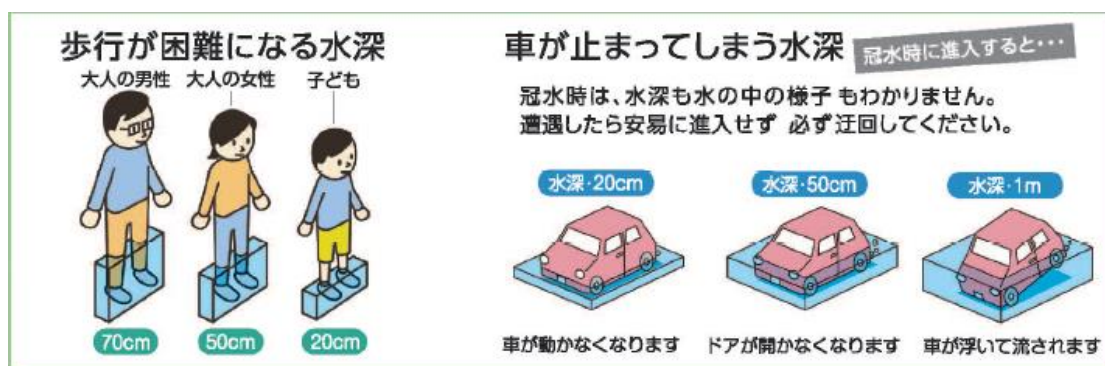 歩行が困難になる水深
大人の男性 大人の女性 子ども
70cm 50cm 20cm
車が止まってしまう水深 冠水時に進入すると・・・
冠水時は、水深も水の中の様子もわかりません。
遭遇したら安易に進入せず 必ず迂回してください。
水深・20cm 水深・50cm 水深・1m
車が動かなくなります ドアが開かなくなります 車が浮いて流されます